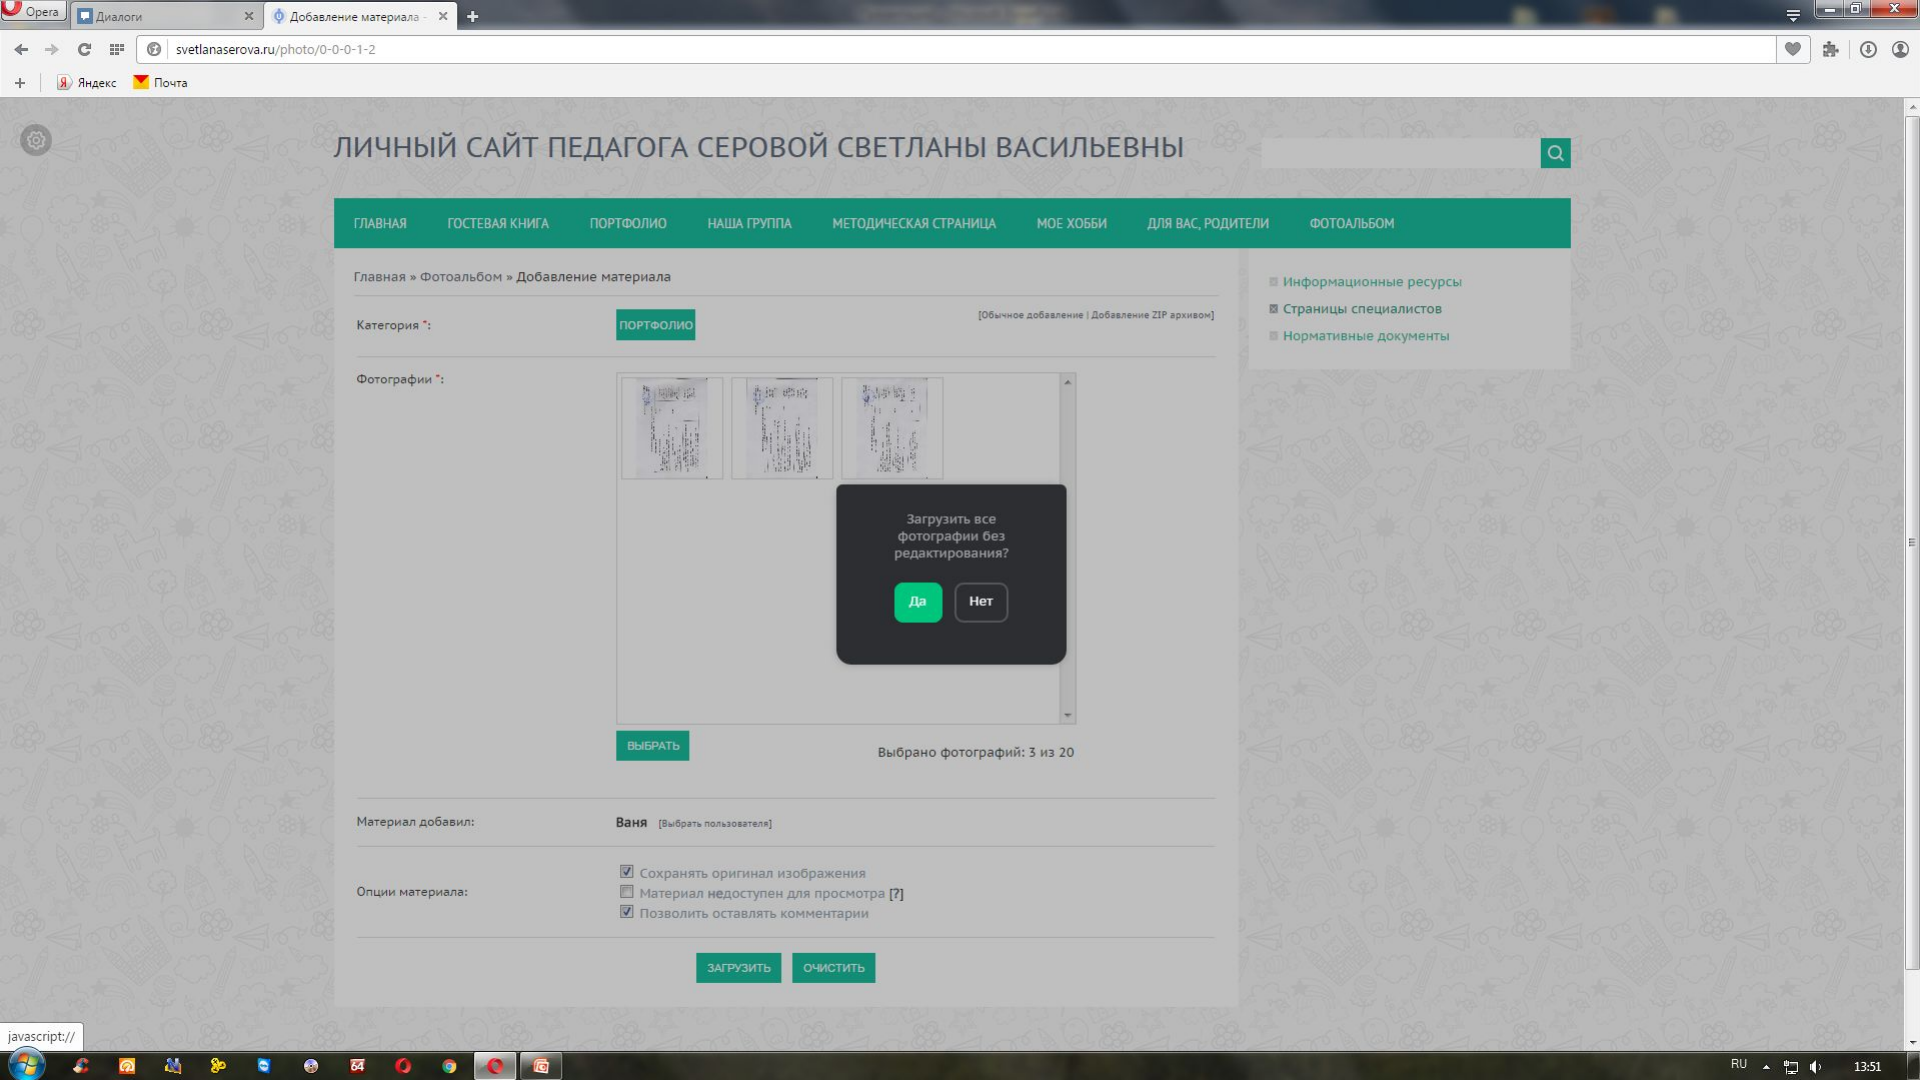 Opera
Диалоги
Добавление материала -
svetlanaserova.ru/photo/0-0-0-1-2
Яндекс
Почта
ЛИЧНЫЙ САЙТ ПЕДАГОГА СЕРОВОЙ СВЕТЛАНЫ ВАСИЛЬЕВНЫ
ГЛАВНАЯ ГОСТЕВАЯ КНИГА ПОРТФОЛИО НАША ГРУППА МЕТОДИЧЕСКАЯ СТРАНИЦА МОЕ ХОББИ ДЛЯ ВАС, РОДИТЕЛИ ФОТОАЛЬБОМ
Главная » Фотоальбом » Добавление материала
Категория *:
ПОРТФОЛИО
[Обычное добавление | Добавление ZIP архивом]
Информационные ресурсы
Страницы специалистов
Нормативные документы
Фотографии *:
Загрузить все
фотографии без
редактирования?
Да
Нет
ВЫБРАТЬ
Выбрано фотографий: 3 из 20
Материал добавил:
Ваня [Выбрать пользователя]
Опции материала:
Сохранять оригинал изображения
Материал недоступен для просмотра [?]
Позволить оставлять комментарии
ЗАГРУЗИТЬ
ОЧИСТИТЬ
javascript://
64
RU
13:51